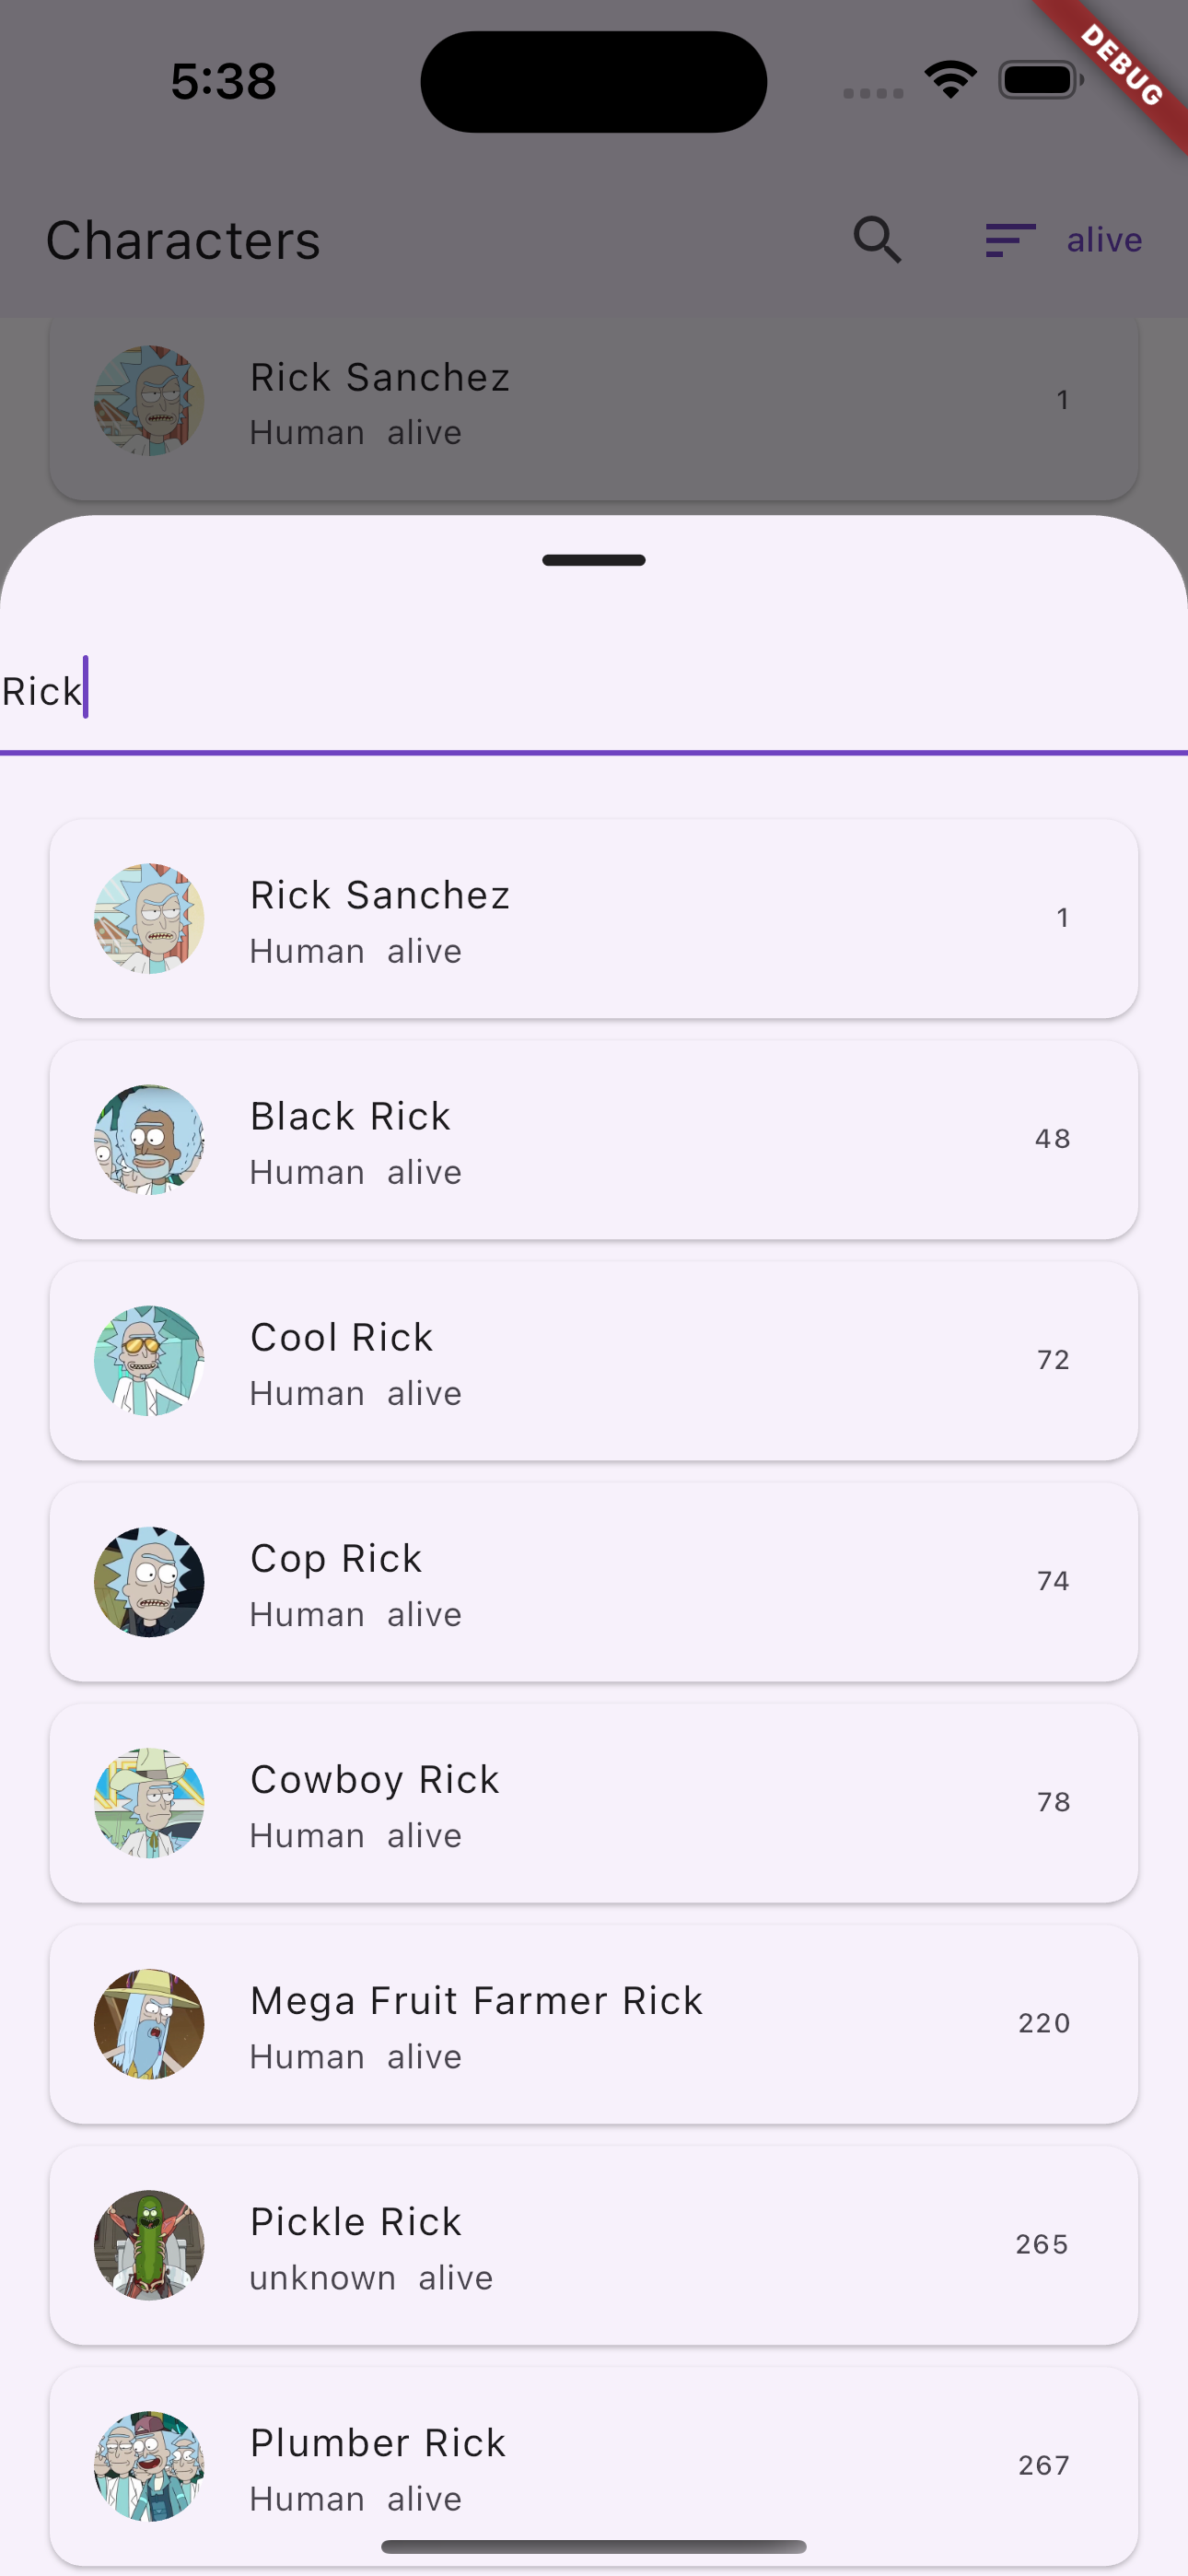 5:38
DEBUG
Characters
alive
Rick Sanchez
Human alive
1
Rick
Rick Sanchez
Human alive
1
Black Rick
Human alive
48
Cool Rick
Human alive
72
Cop Rick
Human alive
74
Cowboy Rick
Human alive
78
Mega Fruit Farmer Rick
Human alive
220
Pickle Rick
unknown alive
265
Plumber Rick
Human alive
267